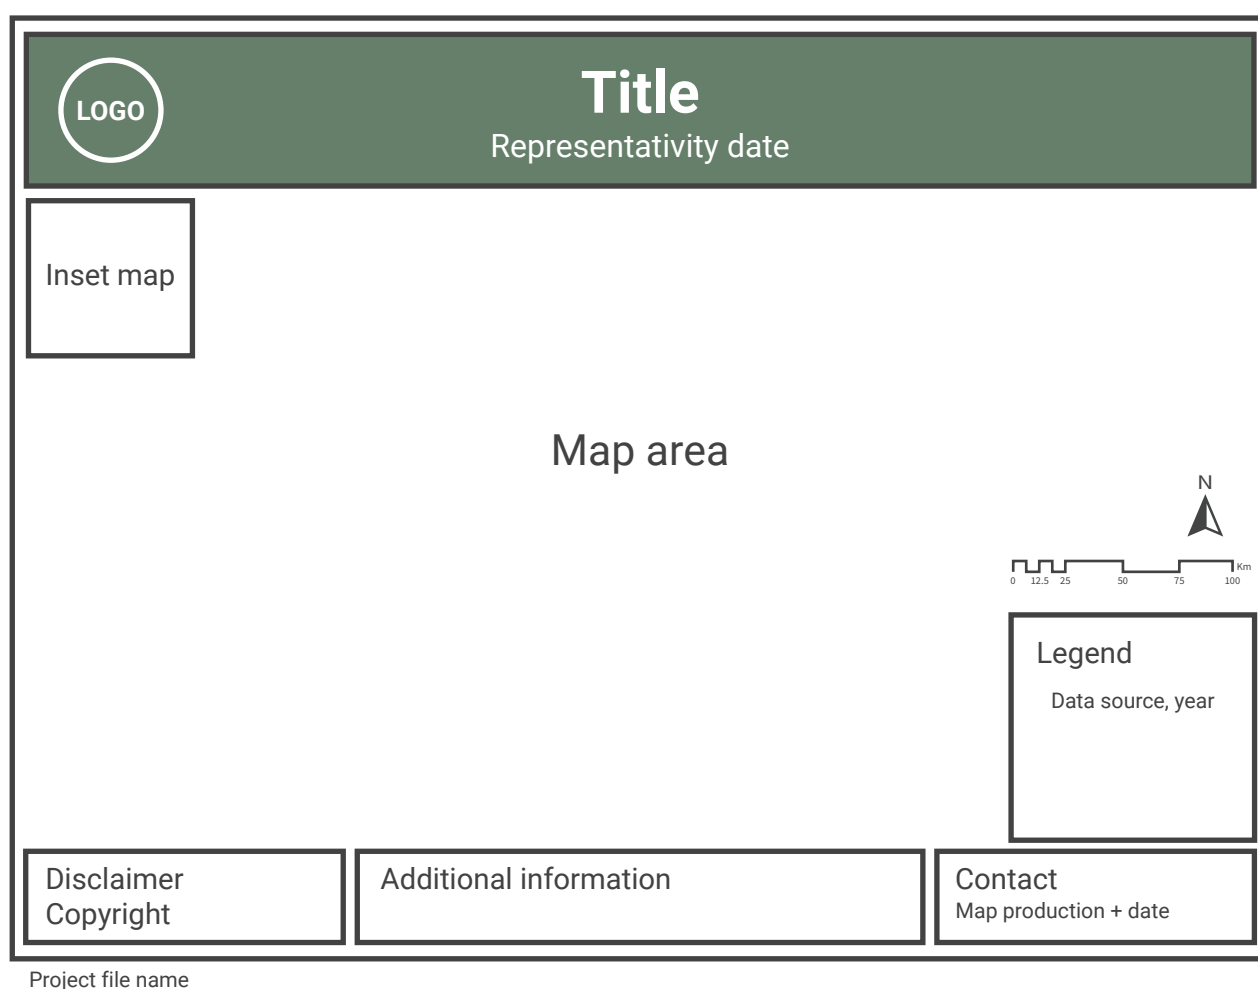 LOGO
Title
Representativity date
Inset map
Map area
N
Km
0 12.5 25 50 75 100
Legend
Data source, year
Disclaimer
Copyright
Additional information
Contact
Map production + date
Project file name